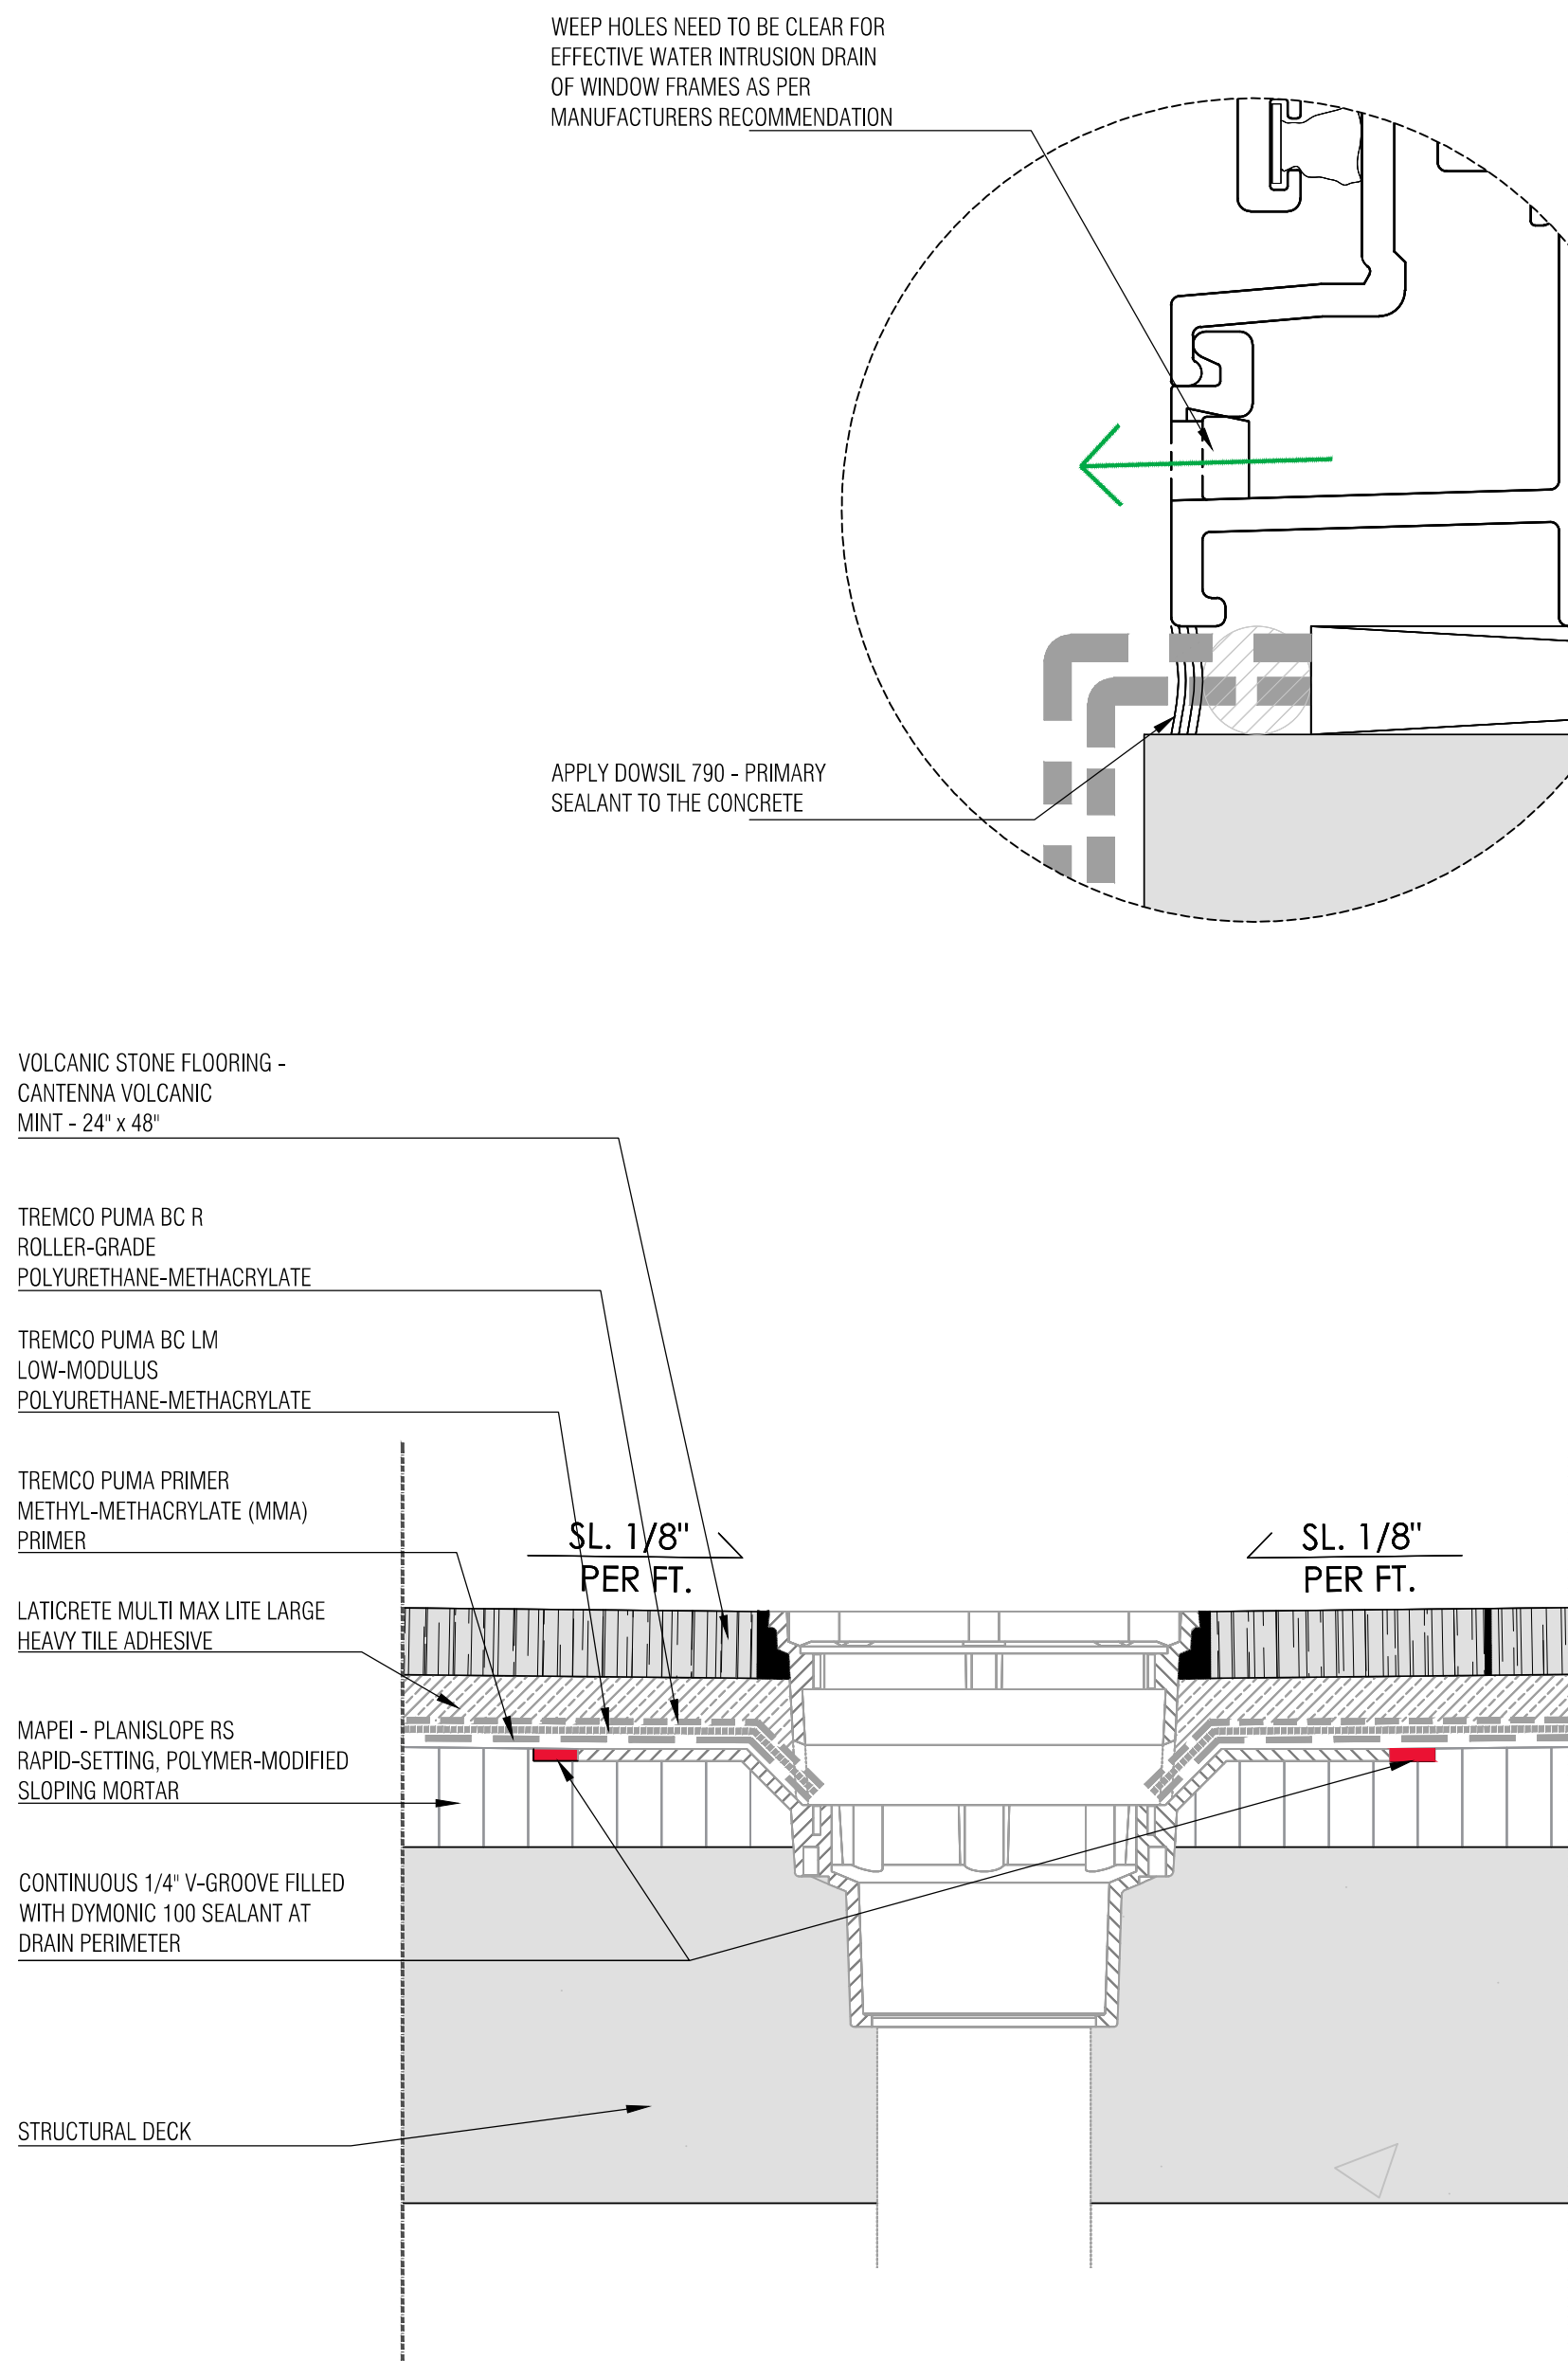 WEEP HOLES NEED TO BE CLEAR FOR
EFFECTIVE WATER INTRUSION DRAIN
OF WINDOW FRAMES AS PER
MANUFACTURERS RECOMMENDATION
APPLY DOWSIL 790 - PRIMARY
SEALANT TO THE CONCRETE
VOLCANIC STONE FLOORING -
CANTENNA VOLCANIC
MINT - 24" x 48"
TREMCO PUMA BC R
ROLLER-GRADE
POLYURETHANE-METHACRYLATE
TREMCO PUMA BC LM
LOW-MODULUS
POLYURETHANE-METHACRYLATE
TREMCO PUMA PRIMER
METHYL-METHACRYLATE (MMA)
PRIMER
SL. 1/8"
PER FT.
SL. 1/8"
PER FT.
LATICRETE MULTI MAX LITE LARGE
HEAVY TILE ADHESIVE
MAPEI - PLANISLOPE RS
RAPID-SETTING, POLYMER-MODIFIED
SLOPING MORTAR
CONTINUOUS 1/4" V-GROOVE FILLED
WITH DYMONIC 100 SEALANT AT
DRAIN PERIMETER
STRUCTURAL DECK